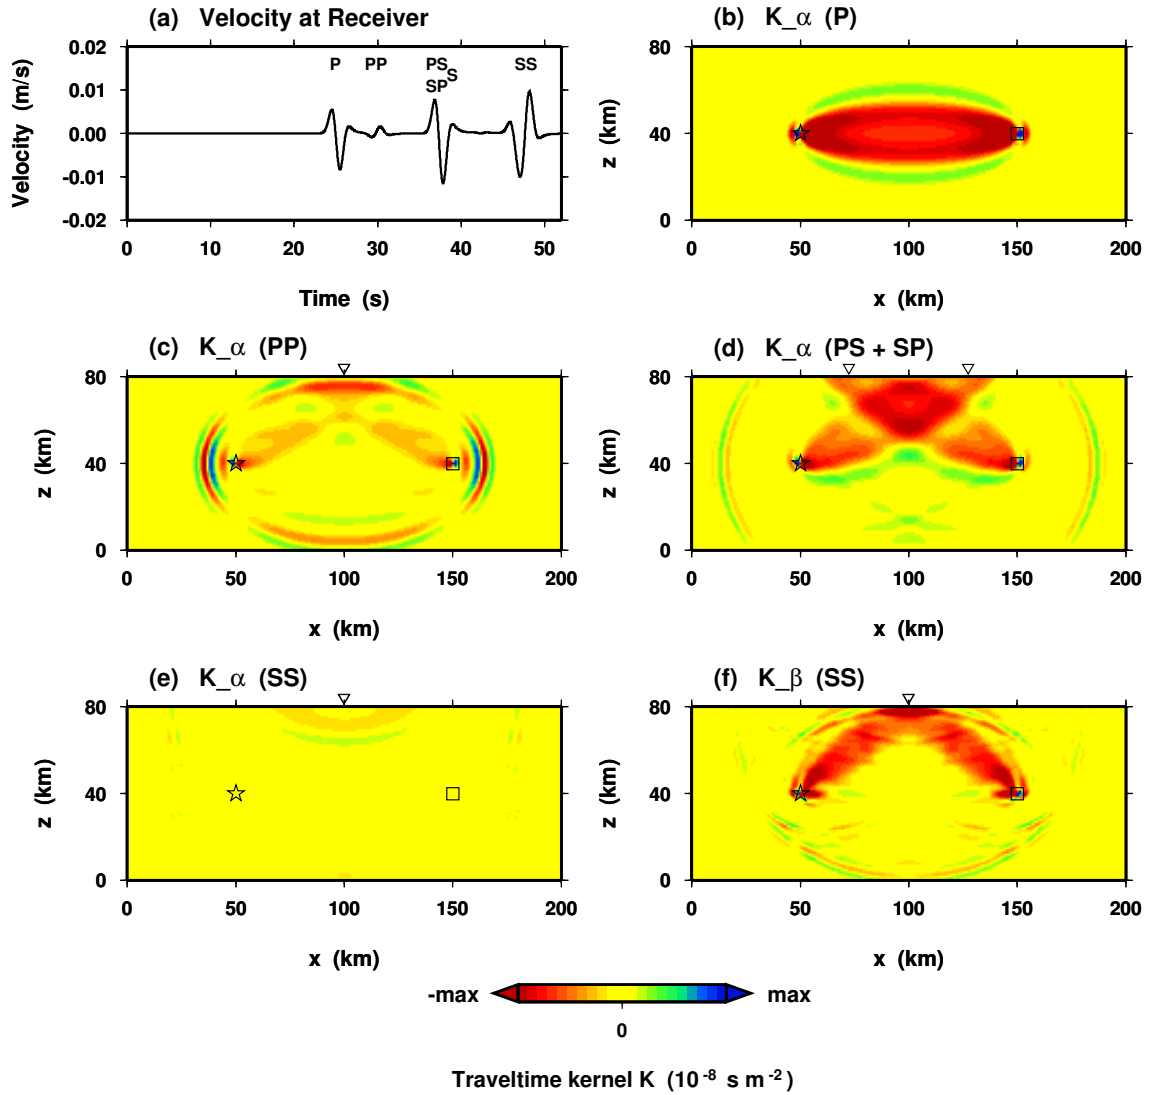 (a) Velocity at Receiver
Velocity (m/s)
0.02
0.01
0.00
-0.01
-0.02
P PP PS S SP SS
0 10 20 30 40 50
Time (s)
(b) K_α (P)
z (km)
80
40
0
0 50 100 150 200
x (km)
(c) K_α (PP)
z (km)
80
40
0
0 50 100 150 200
x (km)
(d) K_α (PS + SP)
z (km)
80
40
0
0 50 100 150 200
x (km)
(e) K_α (SS)
z (km)
80
40
0
0 50 100 150 200
x (km)
(f) K_β (SS)
z (km)
80
40
0
0 50 100 150 200
x (km)
-max max
0
Traveltime kernel K (10⁻⁸ s m⁻²)